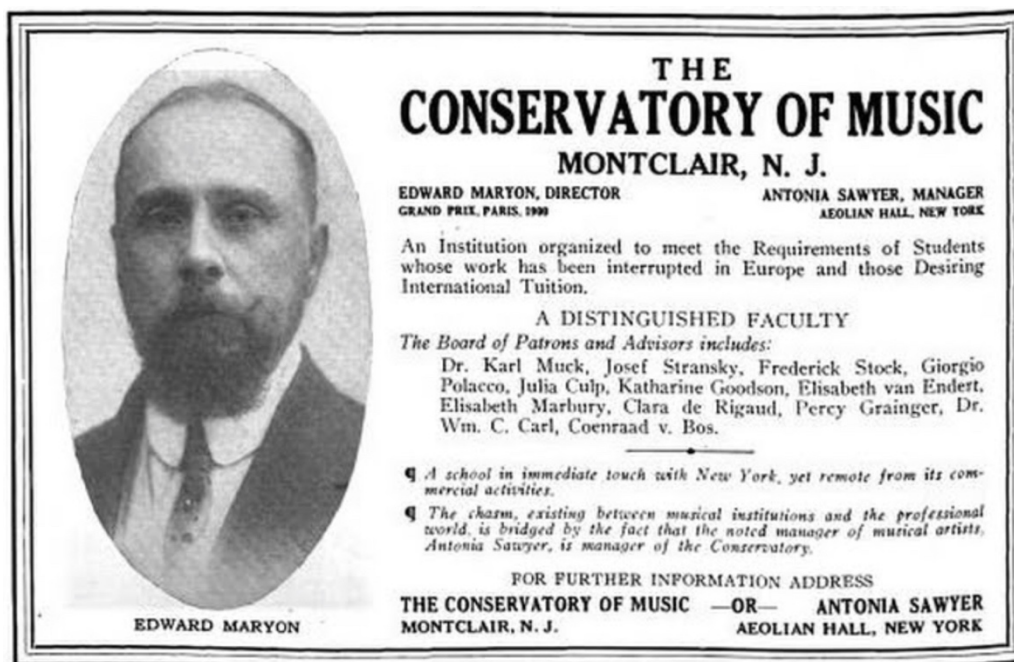 THE
CONSERVATORY OF MUSIC
MONTCLAIR, N. J.
EDWARD MARYON, DIRECTOR
GRAND PRIX, PARIS, 1900
ANTONIA SAWYER, MANAGER
AEOLIAN HALL, NEW YORK
An Institution organized to meet the Requirements of Students
whose work has been interrupted in Europe and those Desiring
International Tuition.
A DISTINGUISHED FACULTY
The Board of Patrons and Advisors includes:
Dr. Karl Muck, Josef Stransky, Frederick Stock, Giorgio
Polacco, Julia Culp, Katharine Goodson, Elisabeth van Endert,
Elisabeth Marbury, Clara de Rigaud, Percy Grainger, Dr.
Wm. C. Carl, Coenraad v. Bos.
¶ A school in immediate touch with New York, yet remote from its com-
mercial activities.
¶ The chasm, existing between musical institutions and the professional
world, is bridged by the fact that the noted manager of musical artists,
Antonia Sawyer, is manager of the Conservatory.
FOR FURTHER INFORMATION ADDRESS
THE CONSERVATORY OF MUSIC —OR— ANTONIA SAWYER
MONTCLAIR, N. J. AEOLIAN HALL, NEW YORK
EDWARD MARYON